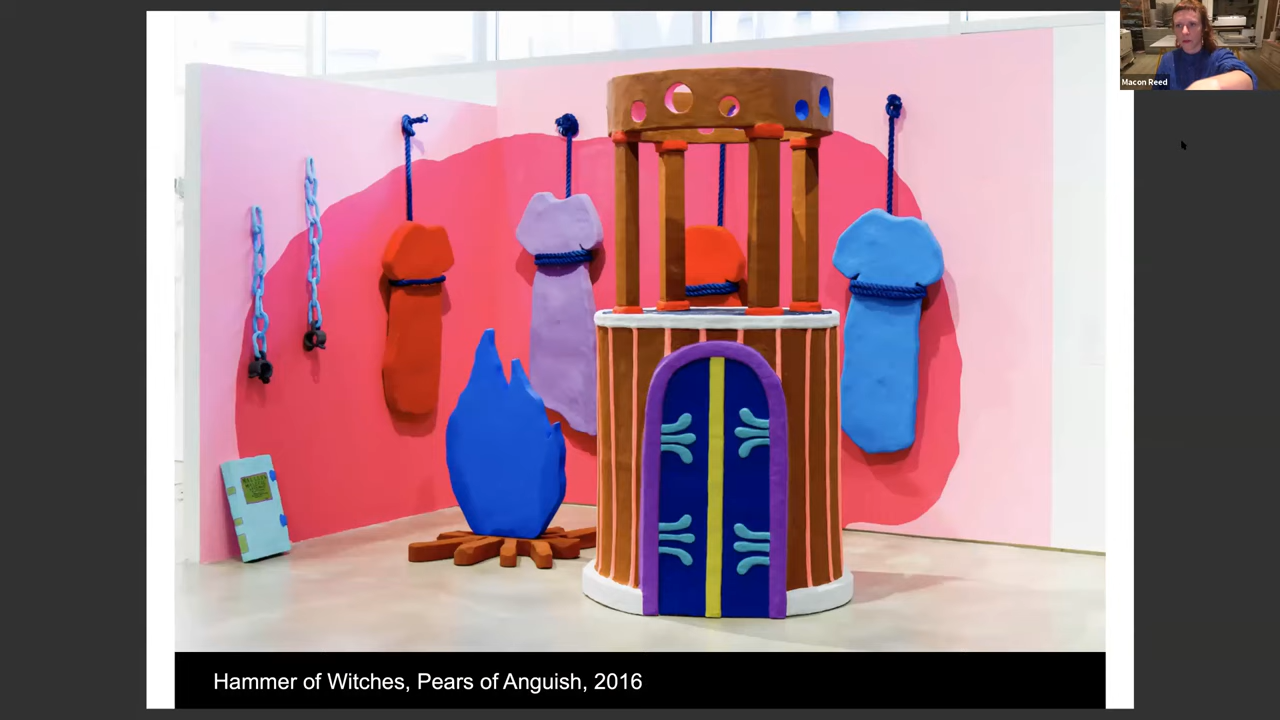 Macon Reed
Hammer of Witches, Pears of Anguish, 2016